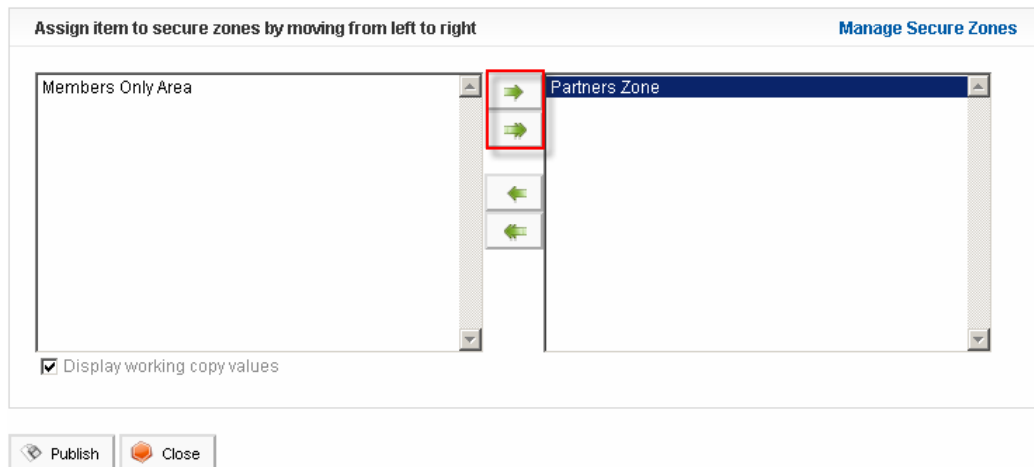 Assign item to secure zones by moving from left to right
Manage Secure Zones
Members Only Area
Partners Zone
Display working copy values
Publish
Close